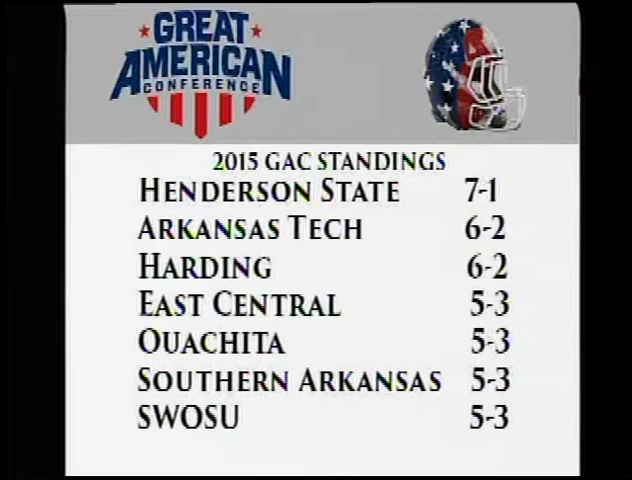 GREAT
AMERICAN
CONFERENCE
2015 GAC STANDINGS
HENDERSON STATE 7-1
ARKANSAS TECH 6-2
HARDING 6-2
EAST CENTRAL 5-3
OUACHITA 5-3
SOUTHERN ARKANSAS 5-3
SWOSU 5-3